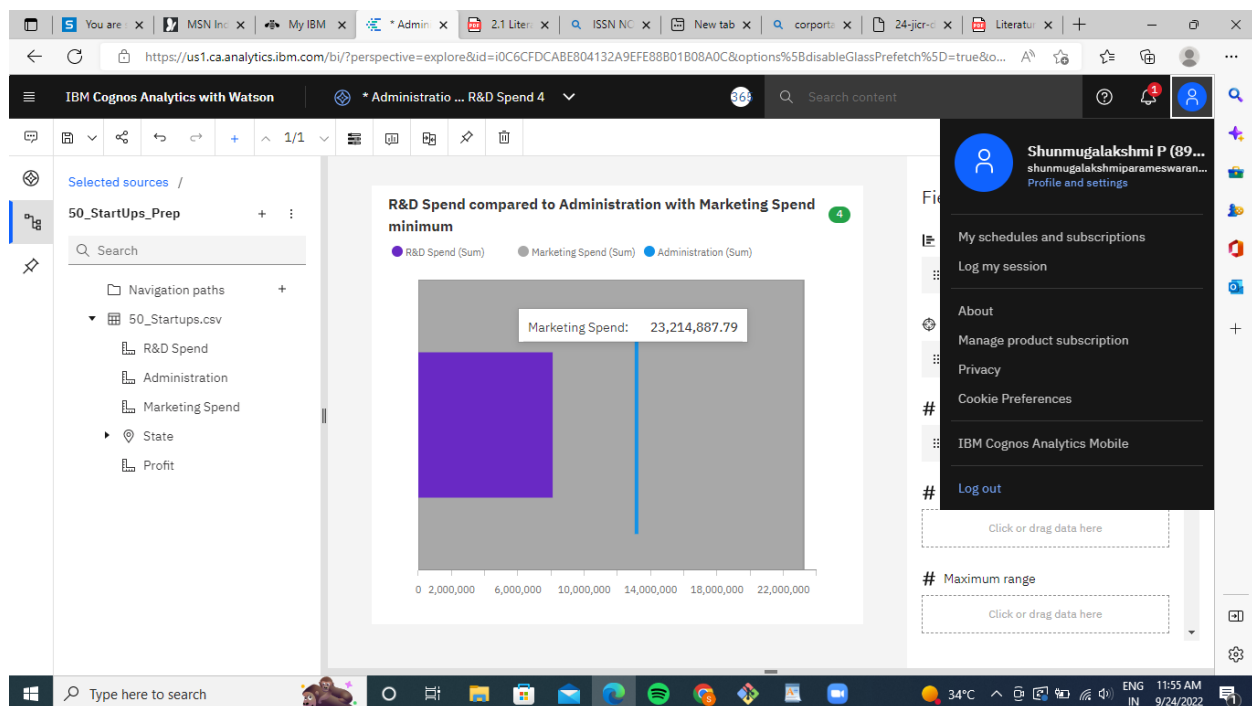 You are
MSN Inc
My IBM
* Admin
2.1 Liter
ISSN NO
New tab
corporta
24-jicr-d
Literatur
https://us1.ca.analytics.ibm.com/bi/?perspective=explore&id=i0C6CFDCABE804132A9EFE88B01B08A0C&options%5BdisableGlassPrefetch%5D=true&o...
IBM Cognos Analytics with Watson
* Administratio ... R&D Spend 4
Search content
1
1/1
Selected sources /
50_StartUps_Prep
Search
Navigation paths
50_Startups.csv
R&D Spend
Administration
Marketing Spend
State
Profit
R&D Spend compared to Administration with Marketing Spend
minimum
4
R&D Spend (Sum) Marketing Spend (Sum) Administration (Sum)
Marketing Spend: 23,214,887.79
0 2,000,000 6,000,000 10,000,000 14,000,000 18,000,000 22,000,000
Shunmugalakshmi P (89...
shunmugalakshmiparameswaran...
Profile and settings
My schedules and subscriptions
Log my session
About
Manage product subscription
Privacy
Cookie Preferences
IBM Cognos Analytics Mobile
Log out
Click or drag data here
# Maximum range
Click or drag data here
Type here to search
34°C
ENG
IN
11:55 AM
9/24/2022